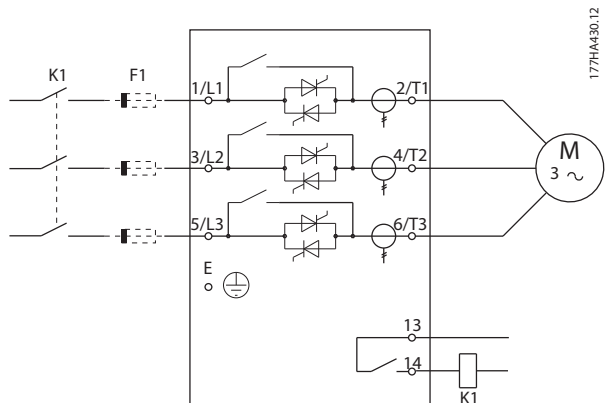 177HA430.12
K1
F1
1/L1
2/T1
3/L2
4/T2
M
3 ~
5/L3
6/T3
E
13
14
K1